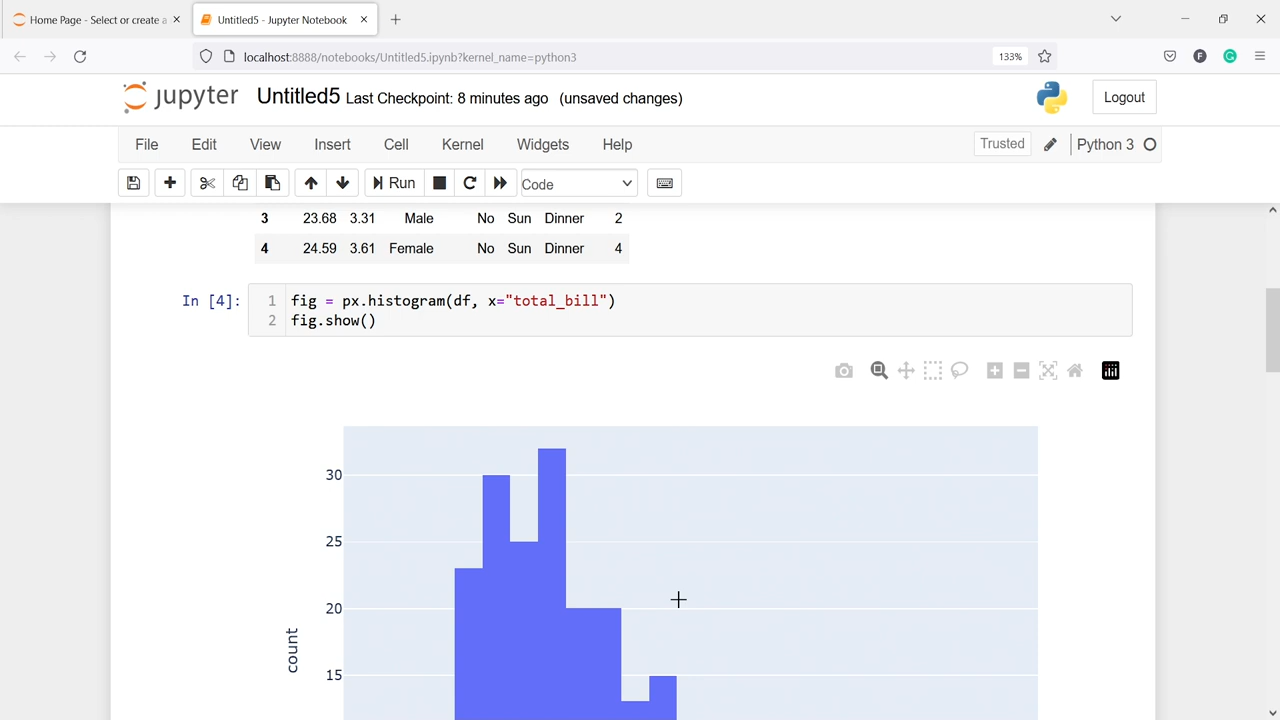 Home Page - Select or create a
Untitled5 - Jupyter Notebook
localhost:8888/notebooks/Untitled5.ipynb?kernel_name=python3
133%
jupyter Untitled5 Last Checkpoint: 8 minutes ago (unsaved changes)
Logout
File Edit View Insert Cell Kernel Widgets Help
Trusted
Python 3
Run
Code
3 23.68 3.31 Male No Sun Dinner 2
4 24.59 3.61 Female No Sun Dinner 4
In [4]:
1 fig = px.histogram(df, x="total_bill")
2 fig.show()
30
25
20
15
count